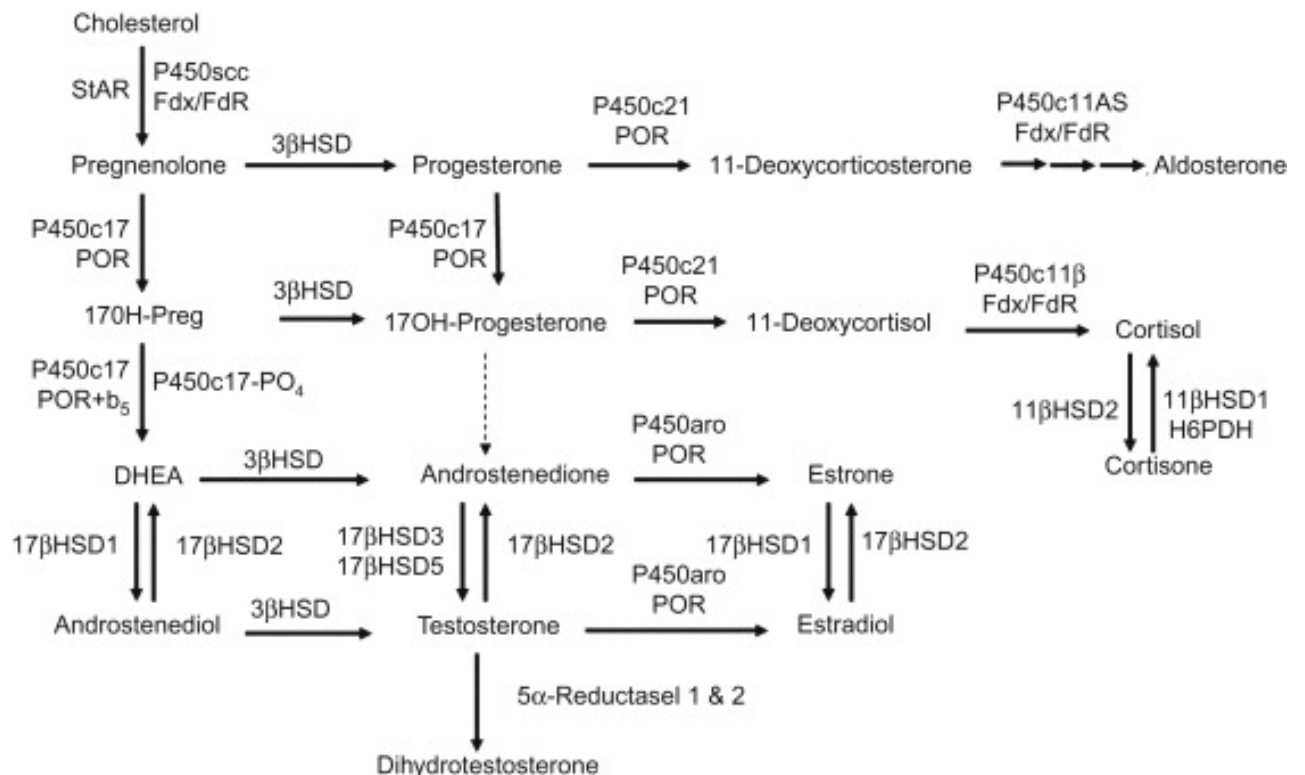 Cholesterol
StAR
P450scc
Fdx/FdR
P450c21
POR
P450c11AS
Fdx/FdR
3βHSD
Pregnenolone
Progesterone
11-Deoxycorticosterone
Aldosterone
P450c17
POR
P450c17
POR
P450c21
POR
P450c11β
Fdx/FdR
3βHSD
170H-Preg
17OH-Progesterone
11-Deoxycortisol
Cortisol
P450c17
POR+b5
P450c17-PO4
11βHSD2
11βHSD1
H6PDH
P450aro
POR
3βHSD
DHEA
Androstenedione
Estrone
Cortisone
17βHSD1
17βHSD2
17βHSD3
17βHSD5
17βHSD2
17βHSD1
17βHSD2
P450aro
POR
3βHSD
Androstenediol
Testosterone
Estradiol
5α-Reductasel 1 & 2
Dihydrotestosterone